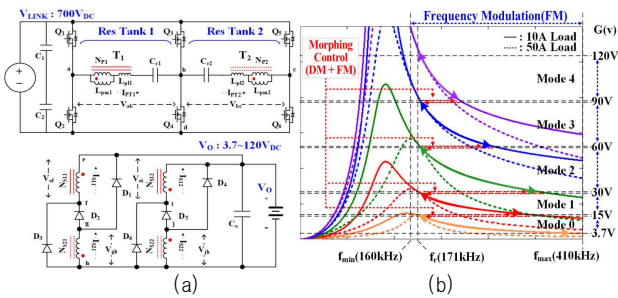 V_LINK : 700V_DC
Res Tank 1
Res Tank 2
Q1
Q3
Q5
C1
T1
T2
N_P1
N_P2
C_r1
C_r2
a
b
c
L_pm1
L_pl1
I_PT1
L_pl2
L_pm2
I_PT2
V_ab
V_bc
C2
Q2
Q4
Q6
d
V_O : 3.7~120V_DC
e
V_ef
N_S11
D1
N_S12
D4
V_O
f
i
D2
D5
C_o
g
j
D3
N_S21
V_gh
D6
N_S22
V_jh
h
(a)
Frequency Modulation(FM)
G(v)
: 10A Load
: 50A Load
Morphing
Control
(DM+FM)
120V
Mode 4
90V
Mode 3
60V
Mode 2
30V
Mode 1
15V
Mode 0
3.7V
f_min(160kHz)
f_r(171kHz)
f_max(410kHz)
(b)